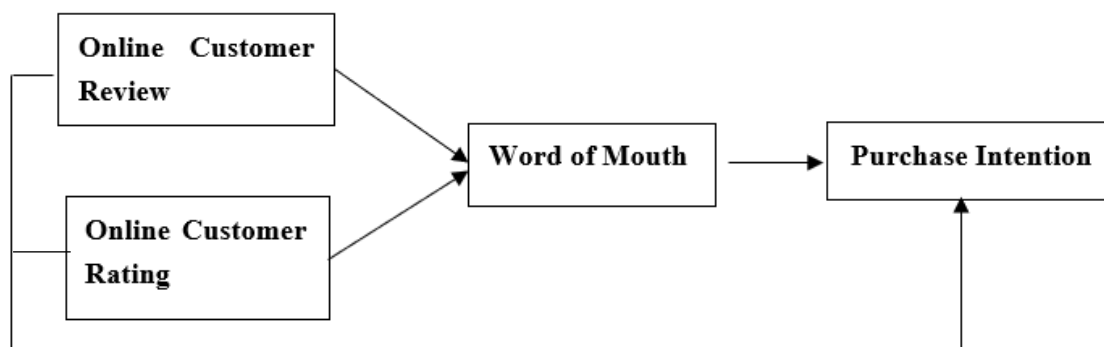 Online Customer
Review
Word of Mouth
Purchase Intention
Online Customer
Rating